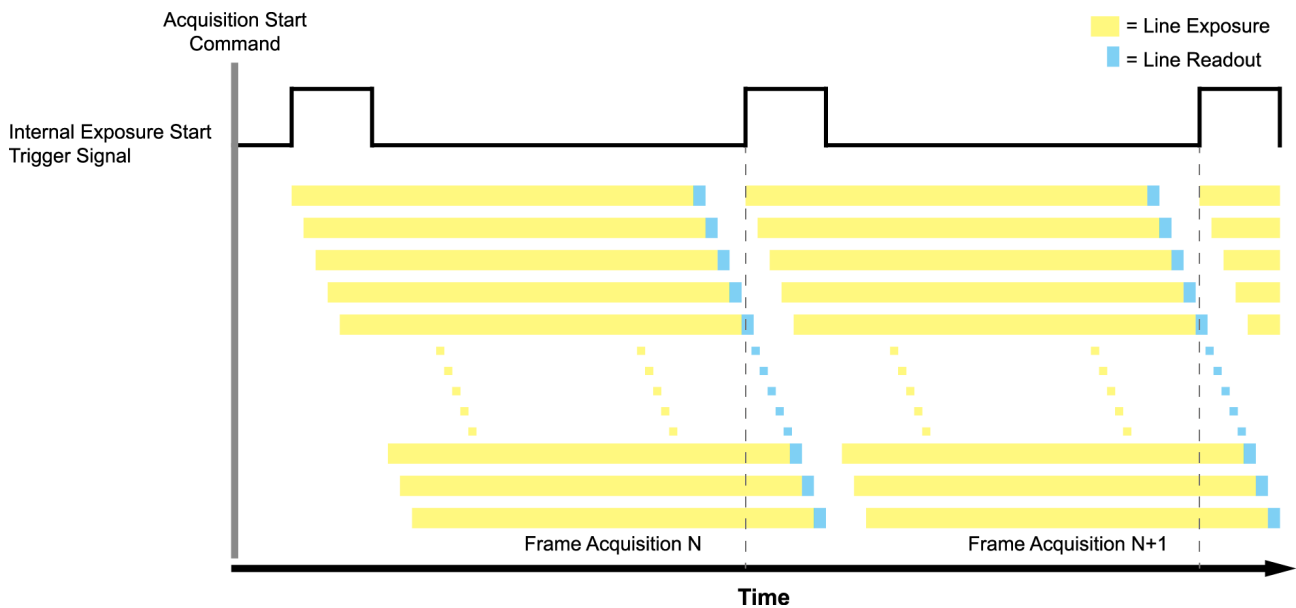 Acquisition Start
Command
= Line Exposure
= Line Readout
Internal Exposure Start
Trigger Signal
Frame Acquisition N
Frame Acquisition N+1
Time